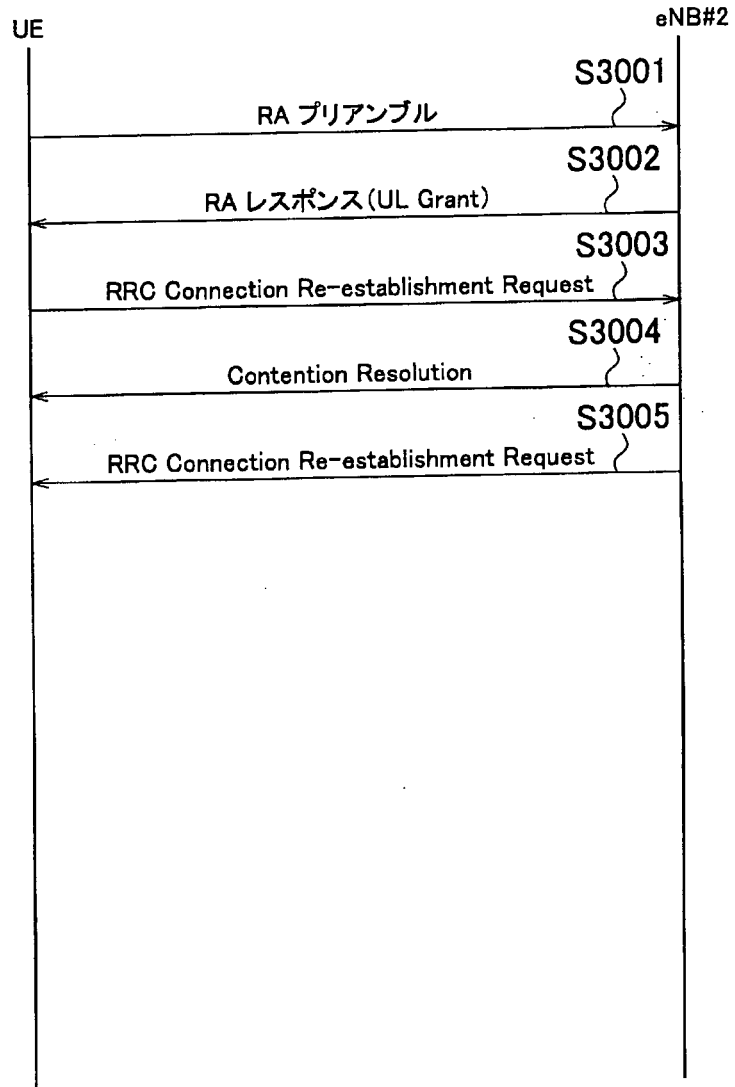 UE
eNB#2
S3001
RA プリアンブル
S3002
RA レスポンス(UL Grant)
S3003
RRC Connection Re-establishment Request
S3004
Contention Resolution
S3005
RRC Connection Re-establishment Request